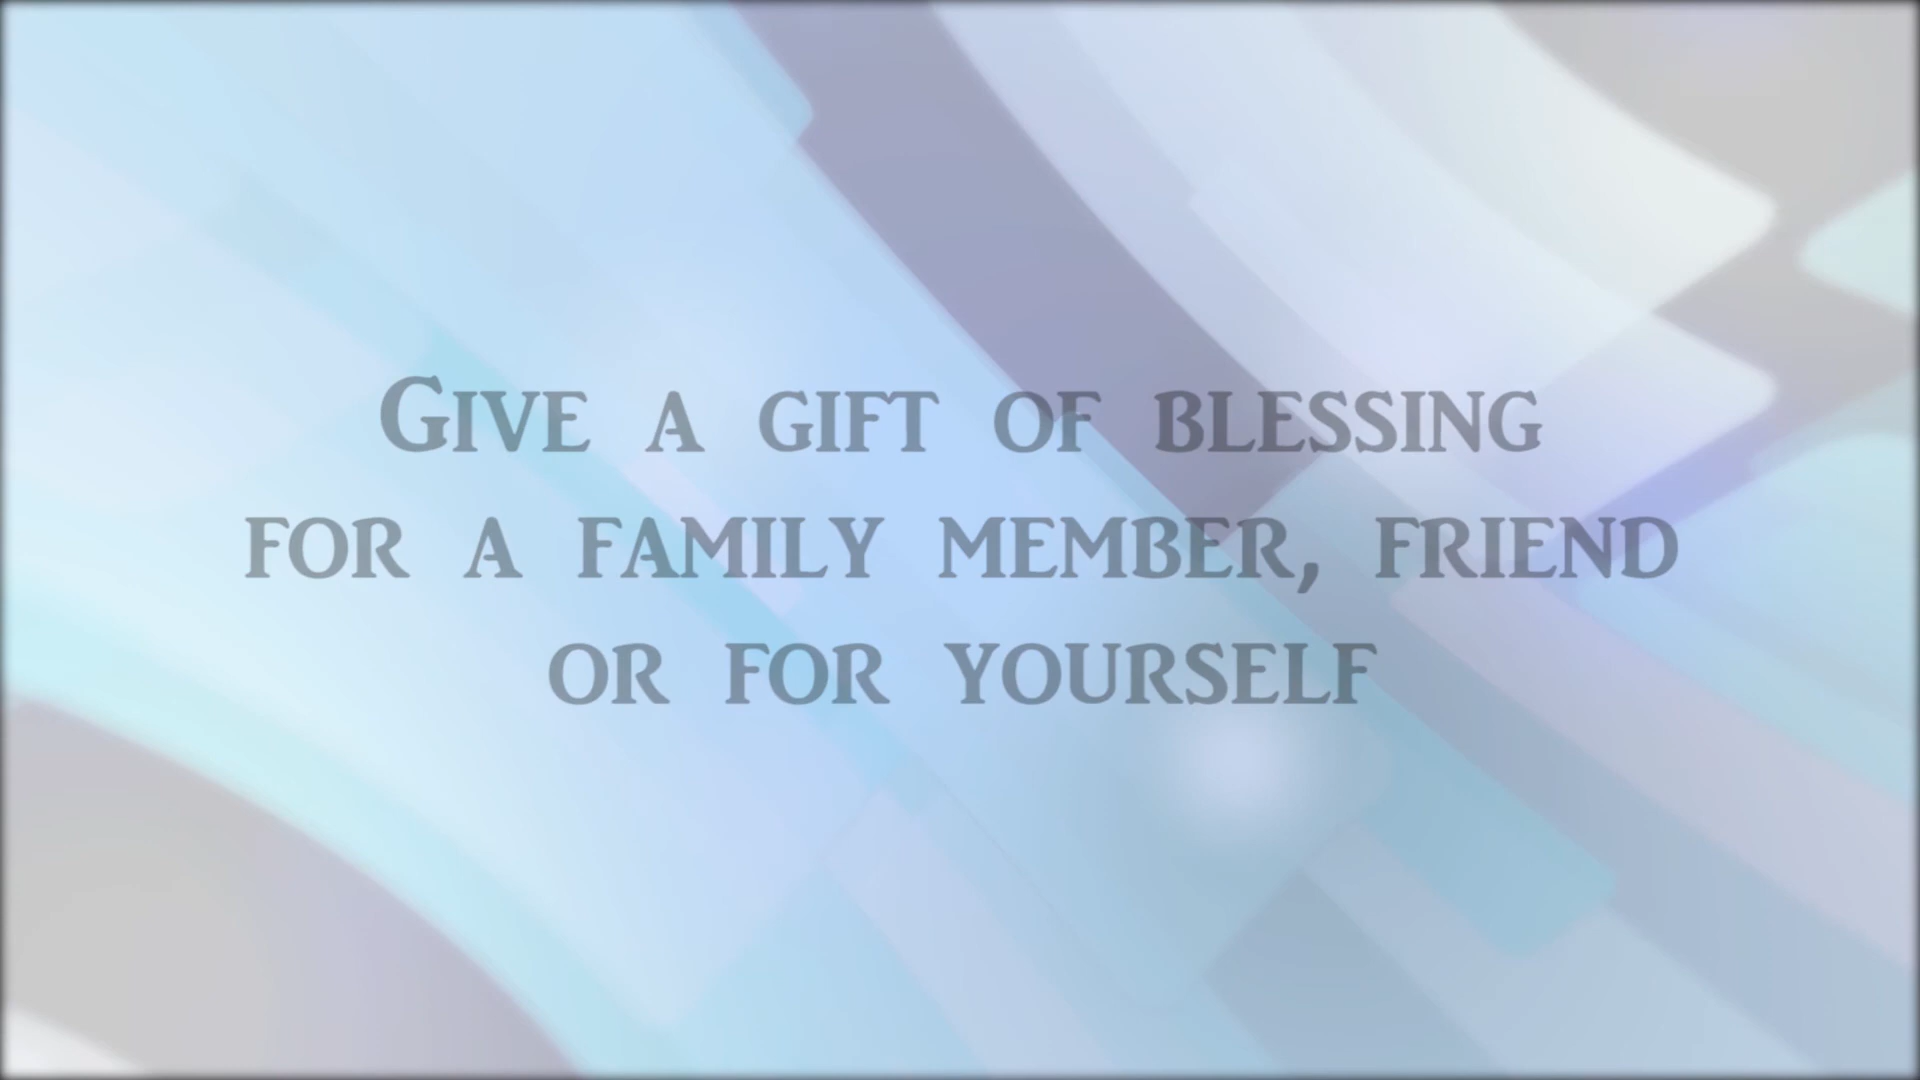 Give a gift of blessing
for a family member, friend
or for yourself